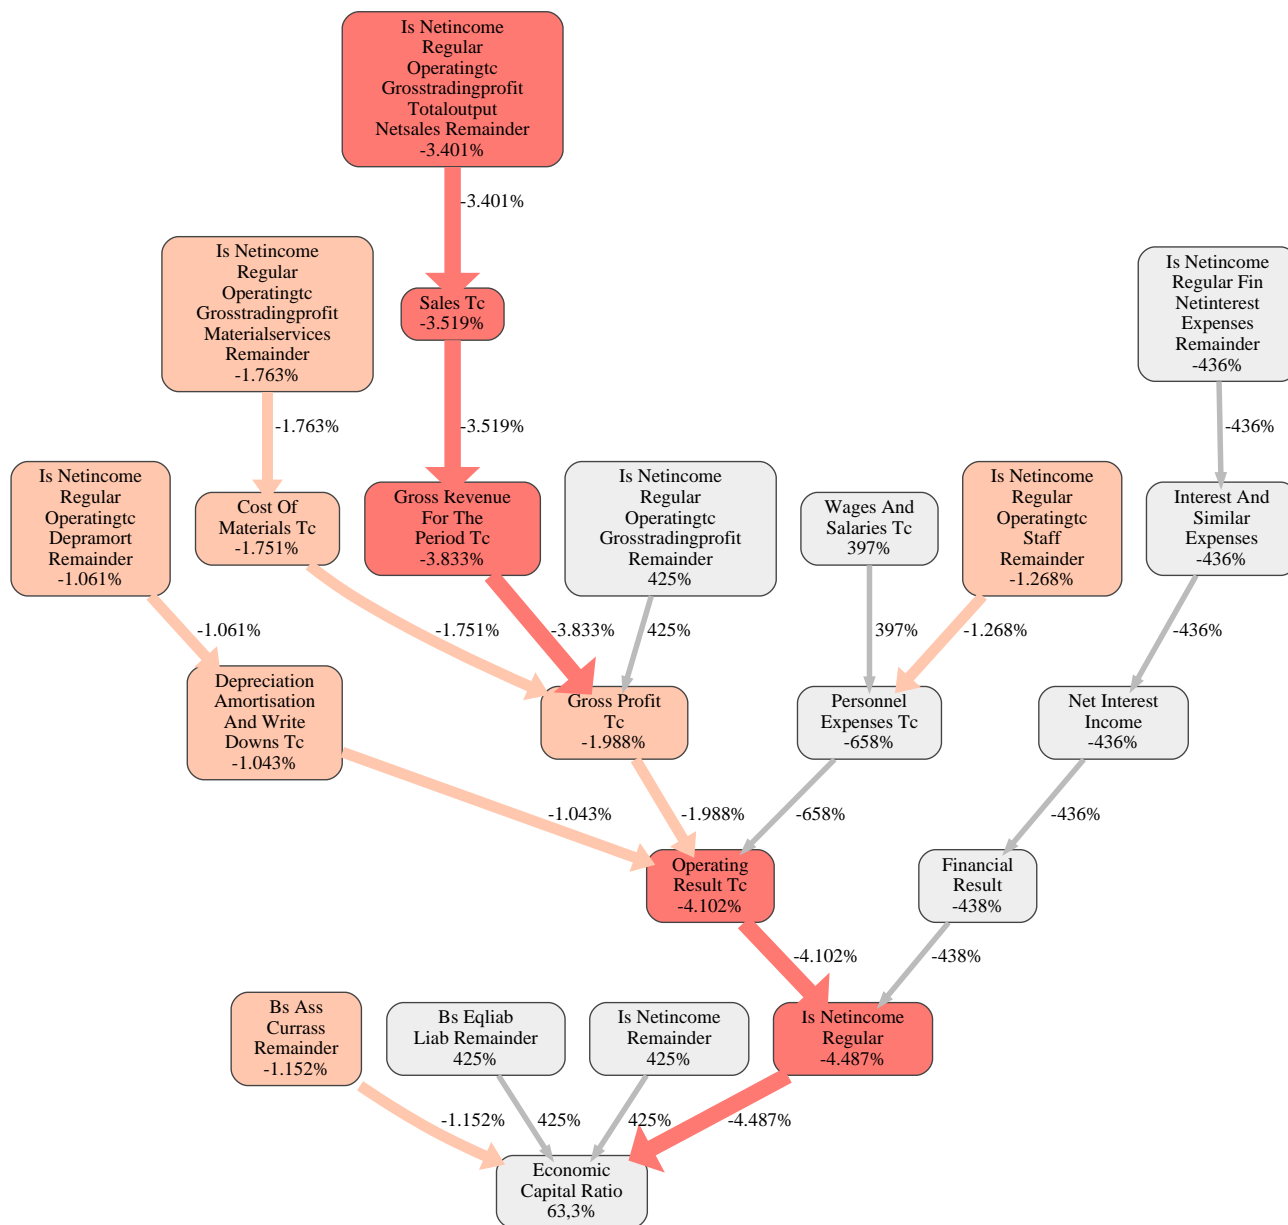 Is Netincome
Regular
Operatingtc
Grosstradingprofit
Totaloutput
Netsales Remainder
-3.401%
-3.401%
Is Netincome
Regular
Operatingtc
Grosstradingprofit
Materialservices
Remainder
-1.763%
Sales Tc
-3.519%
Is Netincome
Regular Fin
Netinterest
Expenses
Remainder
-436%
-1.763%
-3.519%
-436%
Is Netincome
Regular
Operatingtc
Depramort
Remainder
-1.061%
Cost Of
Materials Tc
-1.751%
Gross Revenue
For The
Period Tc
-3.833%
Is Netincome
Regular
Operatingtc
Grosstradingprofit
Remainder
425%
Wages And
Salaries Tc
397%
Is Netincome
Regular
Operatingtc
Staff
Remainder
-1.268%
Interest And
Similar
Expenses
-436%
-1.061%
-1.751%
-3.833%
425%
397%
-1.268%
-436%
Depreciation
Amortisation
And Write
Downs Tc
-1.043%
Gross Profit
Tc
-1.988%
Personnel
Expenses Tc
-658%
Net Interest
Income
-436%
-1.043%
-1.988%
-658%
-436%
Operating
Result Tc
-4.102%
Financial
Result
-438%
-4.102%
-438%
Bs Ass
Currass
Remainder
-1.152%
Bs Eqliab
Liab Remainder
425%
Is Netincome
Remainder
425%
Is Netincome
Regular
-4.487%
-1.152%
425%
425%
-4.487%
Economic
Capital Ratio
63,3%